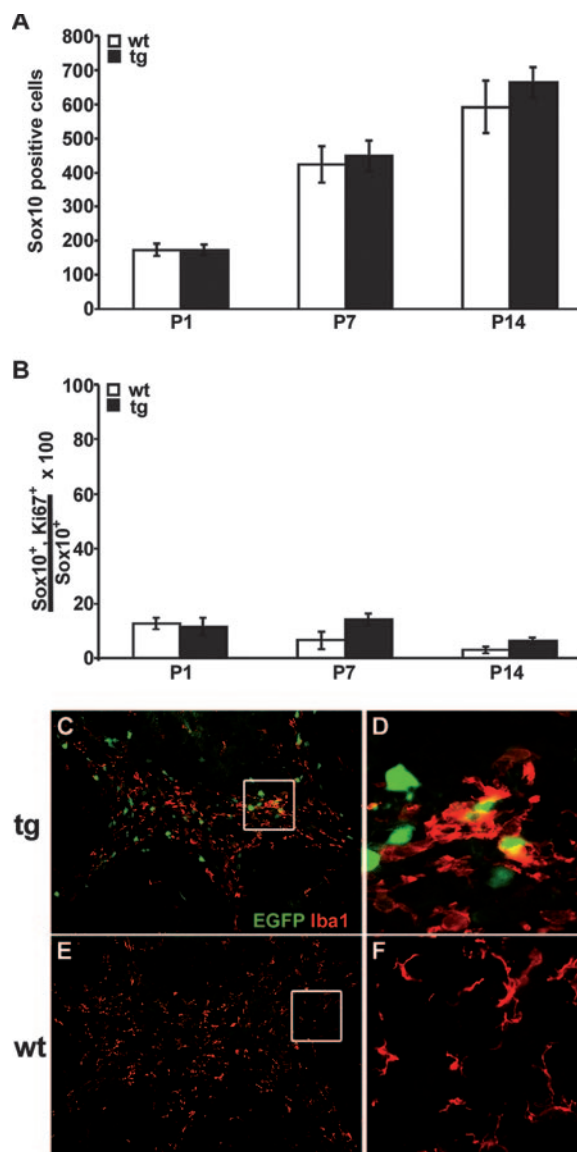 A
wt
tg
Sox10 positive cells
800
700
600
500
400
300
200
100
0
P1 P7 P14
B
wt
tg
Sox10⁺, Ki67⁺ x 100
Sox10⁺
100
80
60
40
20
0
P1 P7 P14
tg
C
EGFP Iba1
D
wt
E
F